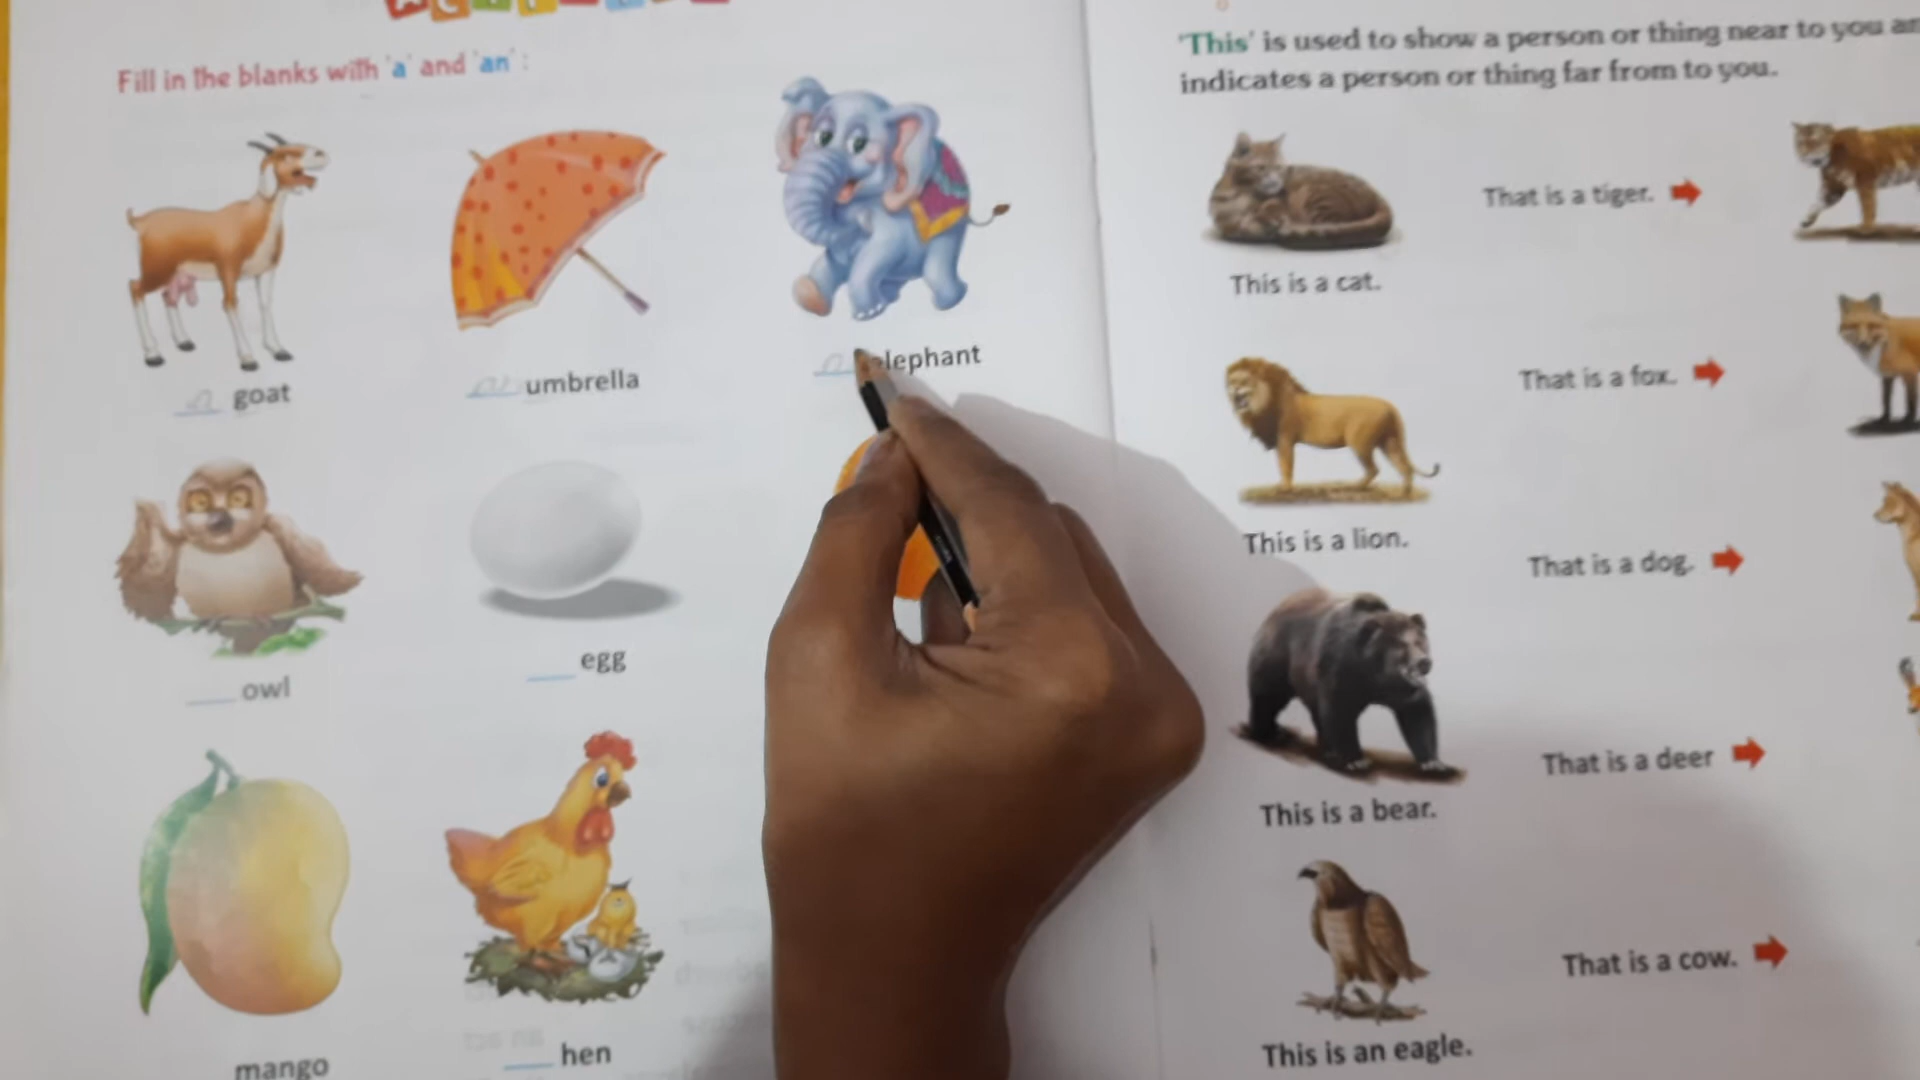 Fill in the blanks with 'a' and 'an' :
a goat
an umbrella
a elephant
owl
egg
mango
hen
'This' is used to show a person or thing near to you
indicates a person or thing far from to you.
This is a cat.
That is a tiger.
This is a lion.
That is a fox.
That is a dog.
This is a bear.
That is a deer
This is an eagle.
That is a cow.